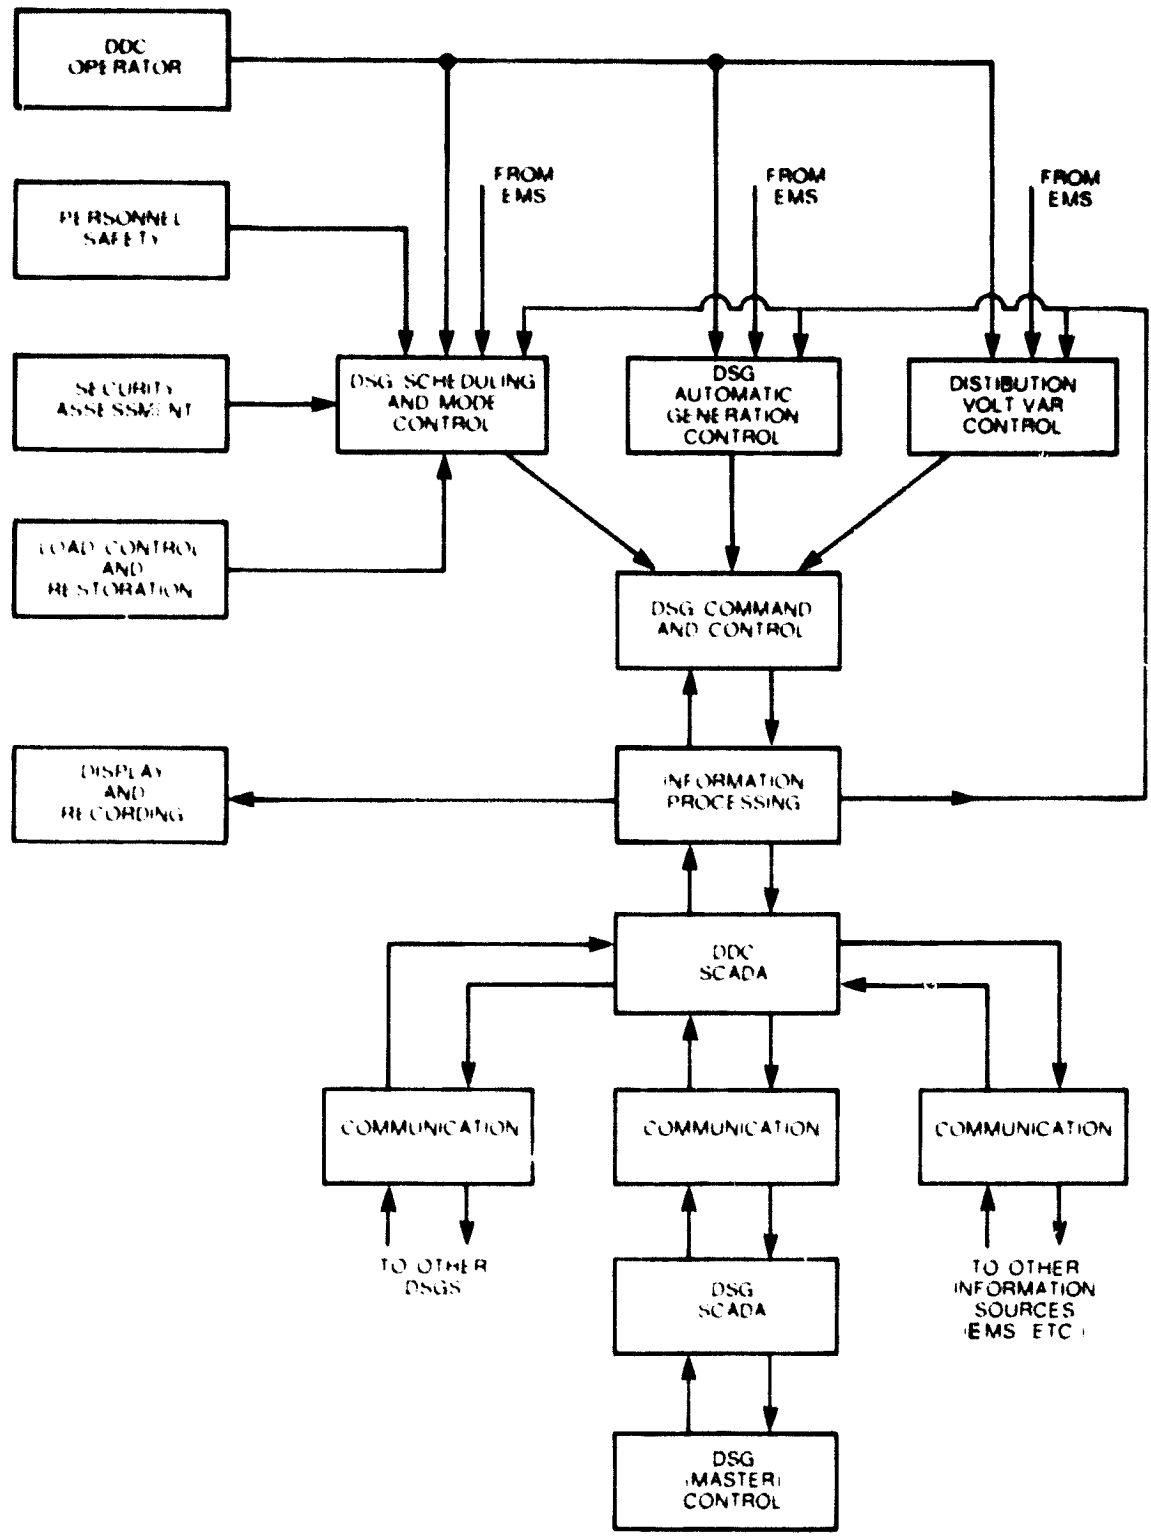 DDC
OPERATOR
FROM
EMS
FROM
EMS
FROM
EMS
PERSONNEL
SAFETY
SECURITY
ASSESSMENT
DSG SCHEDULING
AND MODE
CONTROL
DSG
AUTOMATIC
GENERATION
CONTROL
DISTIBUTION
VOLT VAR
CONTROL
LOAD CONTROL
AND
RESTORATION
DSG COMMAND
AND CONTROL
DISPLAY
AND
RECORDING
INFORMATION
PROCESSING
DDC
SCADA
COMMUNICATION
COMMUNICATION
COMMUNICATION
TO OTHER
DSGS
DSG
SCADA
TO OTHER
INFORMATION
SOURCES
(EMS ETC)
DSG
(MASTER)
CONTROL